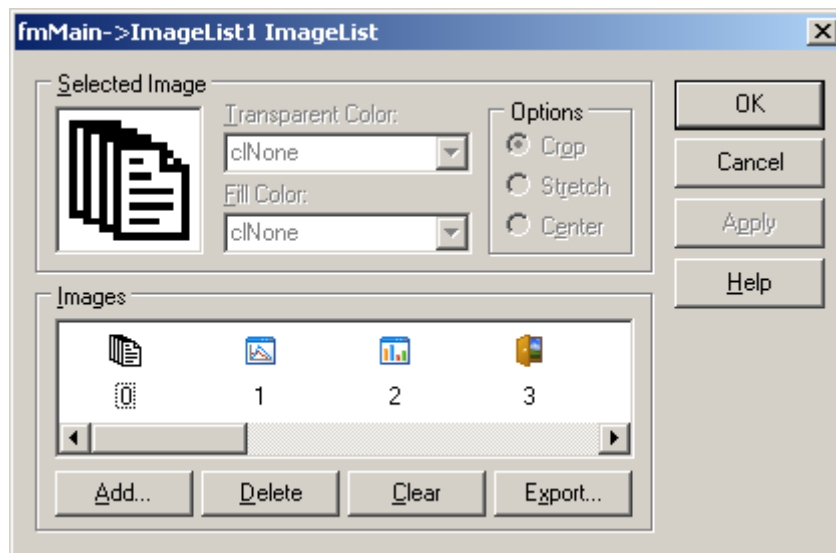 fmMain->ImageList1 ImageList
Selected Image
Transparent Color:
clNone
Fill Color:
clNone
Options
Crop
Stretch
Center
OK
Cancel
Apply
Help
Images
0 1 2 3
Add... Delete Clear Export...